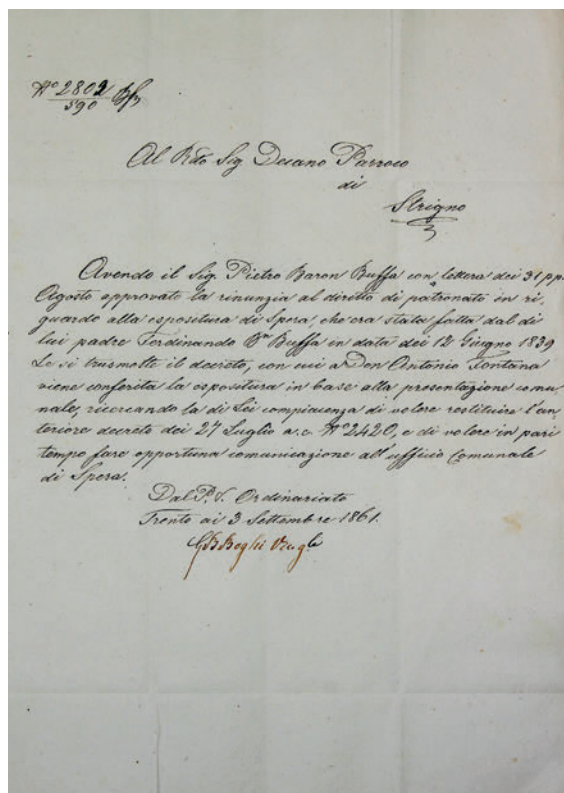 N° 2802
590
Al Rdo Sig Decano Parroco
di
Strigno
Avendo il Sig. Pietro Baron Buffa con lettera dei 31 p.p.
Agosto approvato la rinunzia al diritto di patronato in ri¸
guardo alla espositura di Spera che era stata fatta dal di
lui padre Ferdinando Bn Buffa in data dei 12 Giugno 1839
Le si trasmette il decreto, con cui a Don Antonio Fontana
viene conferita la espositura in base alla presentazione comu¸
nale, ricercando la di Lei compiacenza di volere restituire l'an¸
teriore decreto dei 27 Luglio a.c. N° 2420, e di volere in pari
tempo fare opportuna comunicazione all'ufficio Comunale
di Spera.
Dal P. V. Ordinariato
Trento ai 3 Settembre 1861.